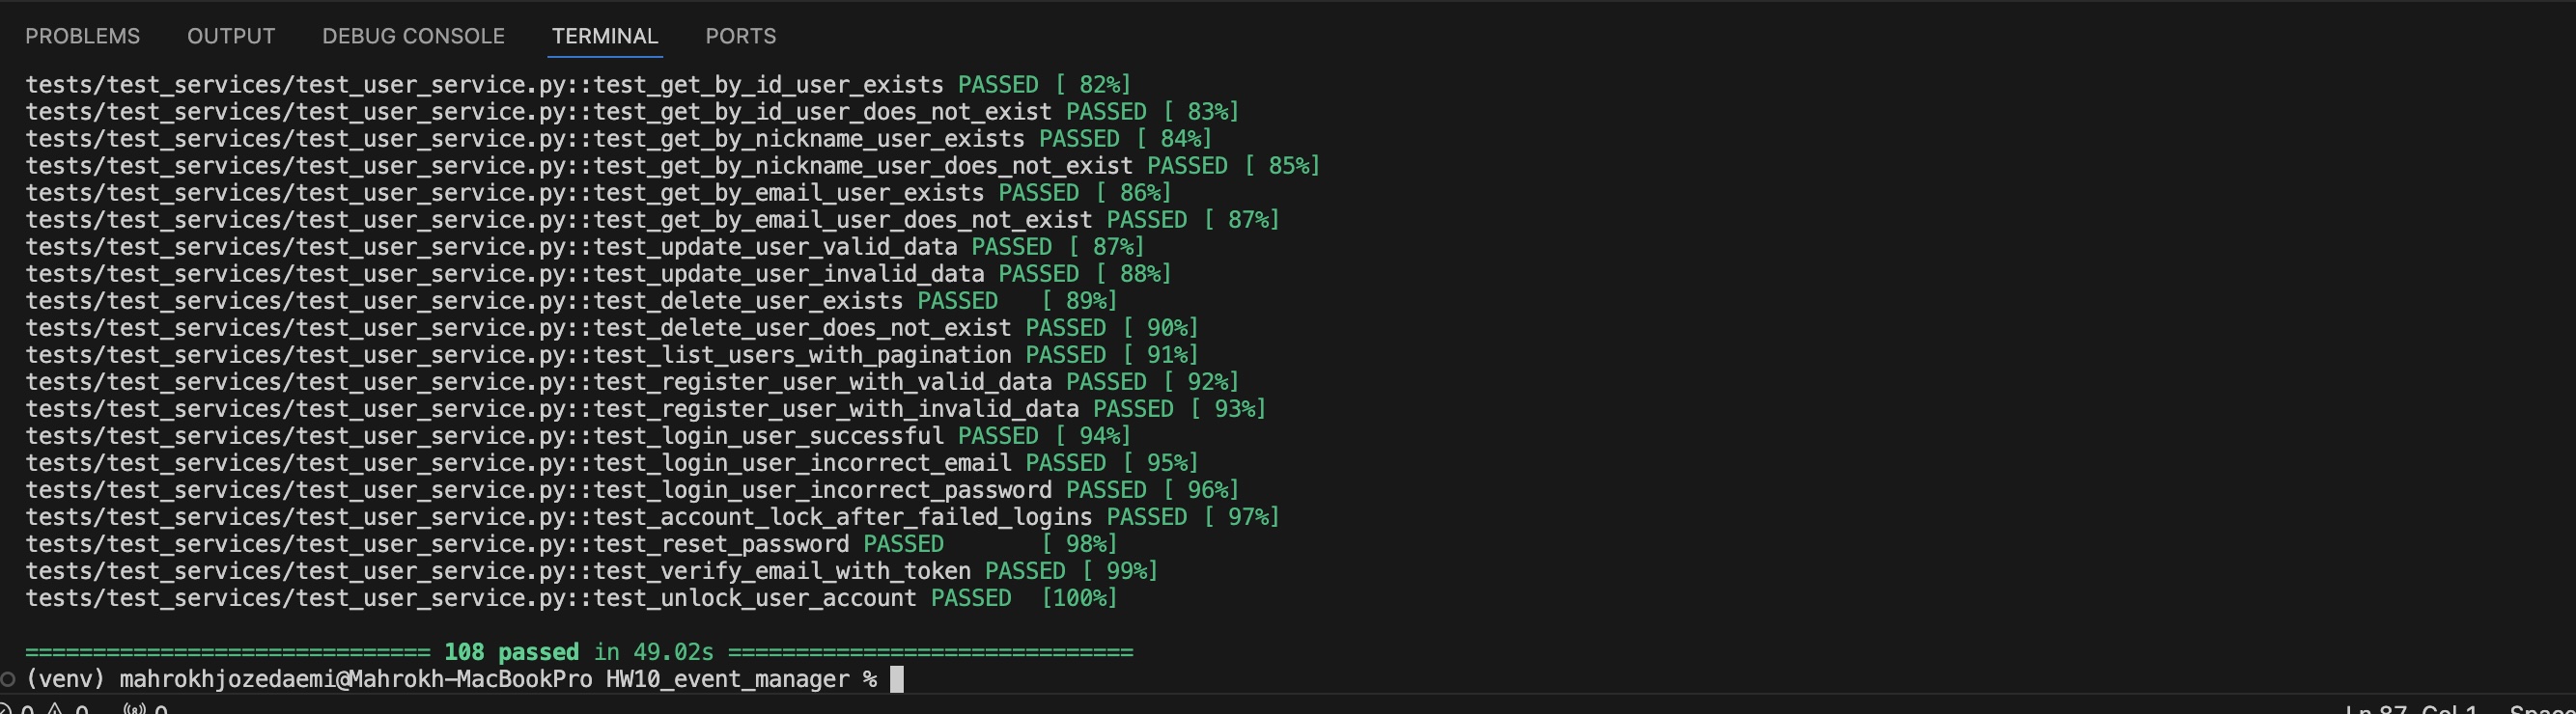 PROBLEMS OUTPUT DEBUG CONSOLE TERMINAL PORTS
tests/test_services/test_user_service.py::test_get_by_id_user_exists PASSED [ 82%]
tests/test_services/test_user_service.py::test_get_by_id_user_does_not_exist PASSED [ 83%]
tests/test_services/test_user_service.py::test_get_by_nickname_user_exists PASSED [ 84%]
tests/test_services/test_user_service.py::test_get_by_nickname_user_does_not_exist PASSED [ 85%]
tests/test_services/test_user_service.py::test_get_by_email_user_exists PASSED [ 86%]
tests/test_services/test_user_service.py::test_get_by_email_user_does_not_exist PASSED [ 87%]
tests/test_services/test_user_service.py::test_update_user_valid_data PASSED [ 87%]
tests/test_services/test_user_service.py::test_update_user_invalid_data PASSED [ 88%]
tests/test_services/test_user_service.py::test_delete_user_exists PASSED   [ 89%]
tests/test_services/test_user_service.py::test_delete_user_does_not_exist PASSED [ 90%]
tests/test_services/test_user_service.py::test_list_users_with_pagination PASSED [ 91%]
tests/test_services/test_user_service.py::test_register_user_with_valid_data PASSED [ 92%]
tests/test_services/test_user_service.py::test_register_user_with_invalid_data PASSED [ 93%]
tests/test_services/test_user_service.py::test_login_user_successful PASSED [ 94%]
tests/test_services/test_user_service.py::test_login_user_incorrect_email PASSED [ 95%]
tests/test_services/test_user_service.py::test_login_user_incorrect_password PASSED [ 96%]
tests/test_services/test_user_service.py::test_account_lock_after_failed_logins PASSED [ 97%]
tests/test_services/test_user_service.py::test_reset_password PASSED       [ 98%]
tests/test_services/test_user_service.py::test_verify_email_with_token PASSED [ 99%]
tests/test_services/test_user_service.py::test_unlock_user_account PASSED  [100%]
============================== 108 passed in 49.02s ==============================
(venv) mahrokhjozedaemi@Mahrokh-MacBookPro HW10_event_manager %
0 0 0 Ln 87, Col 1